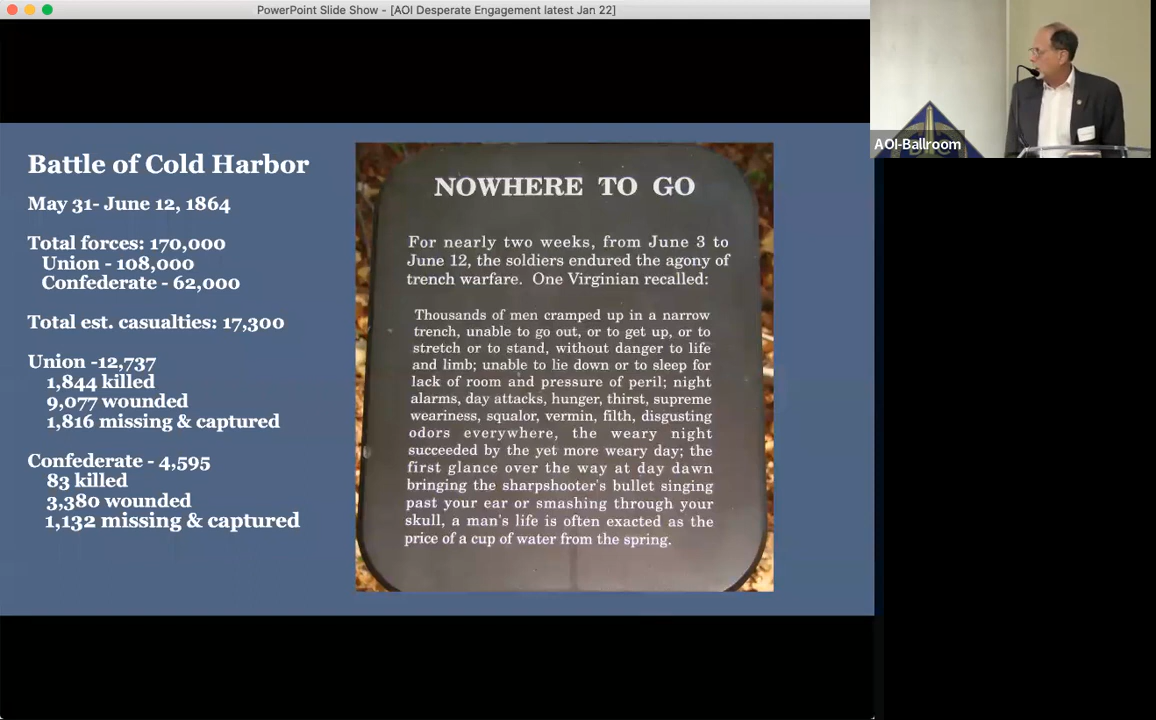 PowerPoint Slide Show - [AOI Desperate Engagement latest Jan 22]
AOI-Ballroom
Battle of Cold Harbor
May 31- June 12, 1864
Total forces: 170,000
Union - 108,000
Confederate - 62,000
Total est. casualties: 17,300
Union -12,737
1,844 killed
9,077 wounded
1,816 missing & captured
Confederate - 4,595
83 killed
3,380 wounded
1,132 missing & captured
NOWHERE TO GO
For nearly two weeks, from June 3 to
June 12, the soldiers endured the agony of
trench warfare. One Virginian recalled:
Thousands of men cramped up in a narrow
trench, unable to go out, or to get up, or to
stretch or to stand, without danger to life
and limb; unable to lie down or to sleep for
lack of room and pressure of peril; night
alarms, day attacks, hunger, thirst, supreme
weariness, squalor, vermin, filth, disgusting
odors everywhere, the weary night
succeeded by the yet more weary day; the
first glance over the way at day dawn
bringing the sharpshooter's bullet singing
past your ear or smashing through your
skull, a man's life is often exacted as the
price of a cup of water from the spring.